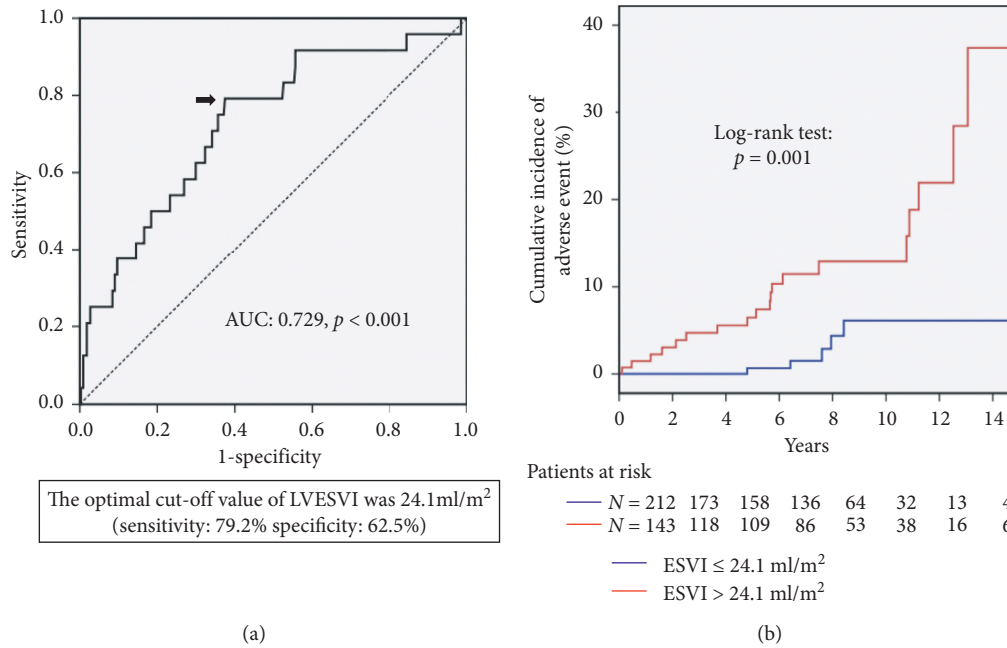 1.0
0.8
0.6
0.4
0.2
0.0
Sensitivity
AUC: 0.729, p < 0.001
0.0 0.2 0.4 0.6 0.8 1.0
1-specificity
The optimal cut-off value of LVESVI was 24.1ml/m²
(sensitivity: 79.2% specificity: 62.5%)
(a)
40
30
20
10
0
Cumulative incidence of
adverse event (%)
Log-rank test:
p = 0.001
0 2 4 6 8 10 12 14
Years
Patients at risk
N = 212 173 158 136 64 32 13 4
N = 143 118 109 86 53 38 16 6
ESVI ≤ 24.1 ml/m²
ESVI > 24.1 ml/m²
(b)